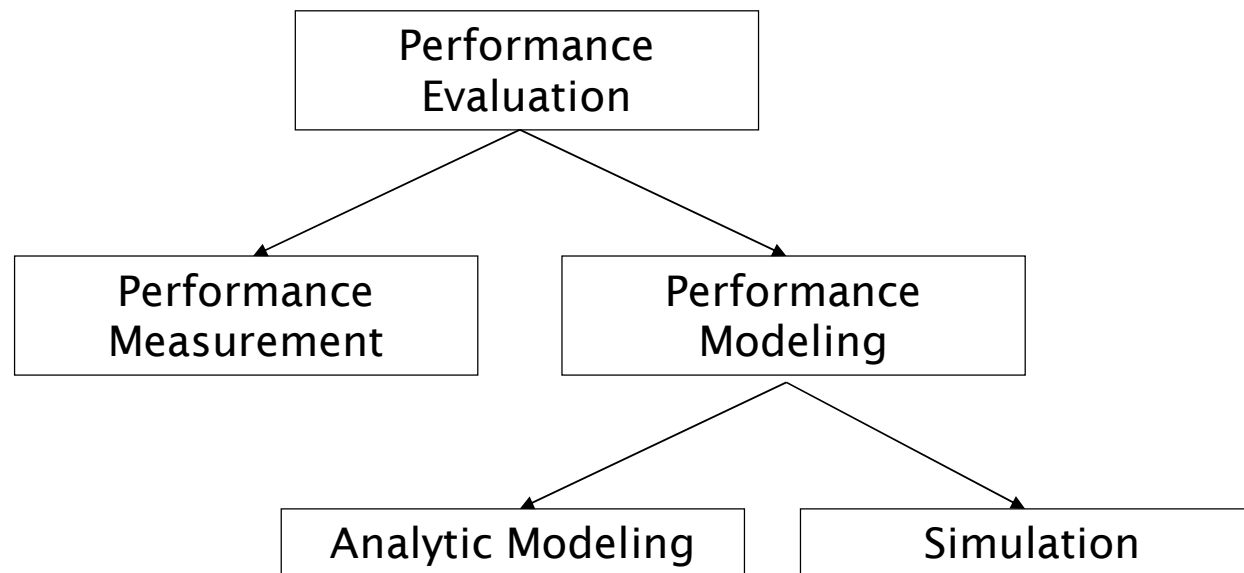 Performance
Evaluation
Performance
Measurement
Performance
Modeling
Analytic Modeling
Simulation